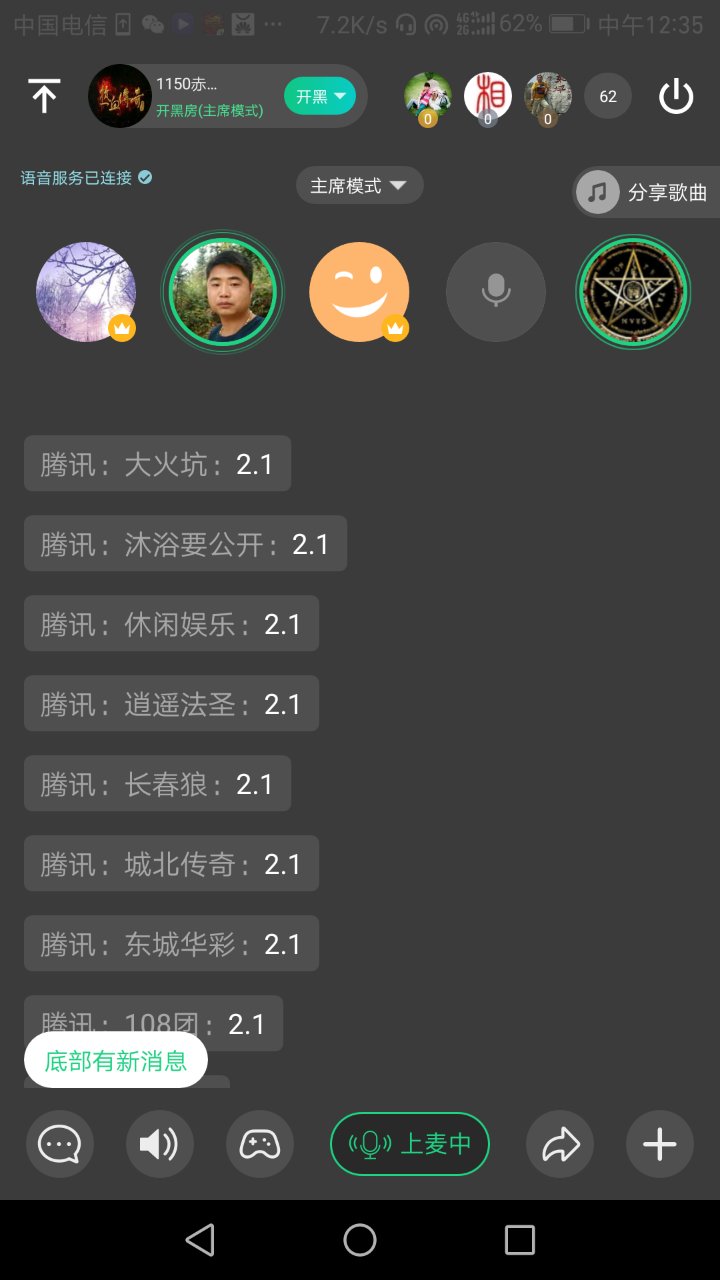 中国电信 ··· 7.2K/s 4G 2G 62% 中午12:35
1150赤...
开黑房(主席模式)
开黑
0
0
0
62
语音服务已连接
主席模式
分享歌曲
腾讯：大火坑：2.1
腾讯：沐浴要公开：2.1
腾讯：休闲娱乐：2.1
腾讯：逍遥法圣：2.1
腾讯：长春狼：2.1
腾讯：城北传奇：2.1
腾讯：东城华彩：2.1
腾讯：108团：2.1
底部有新消息
上麦中